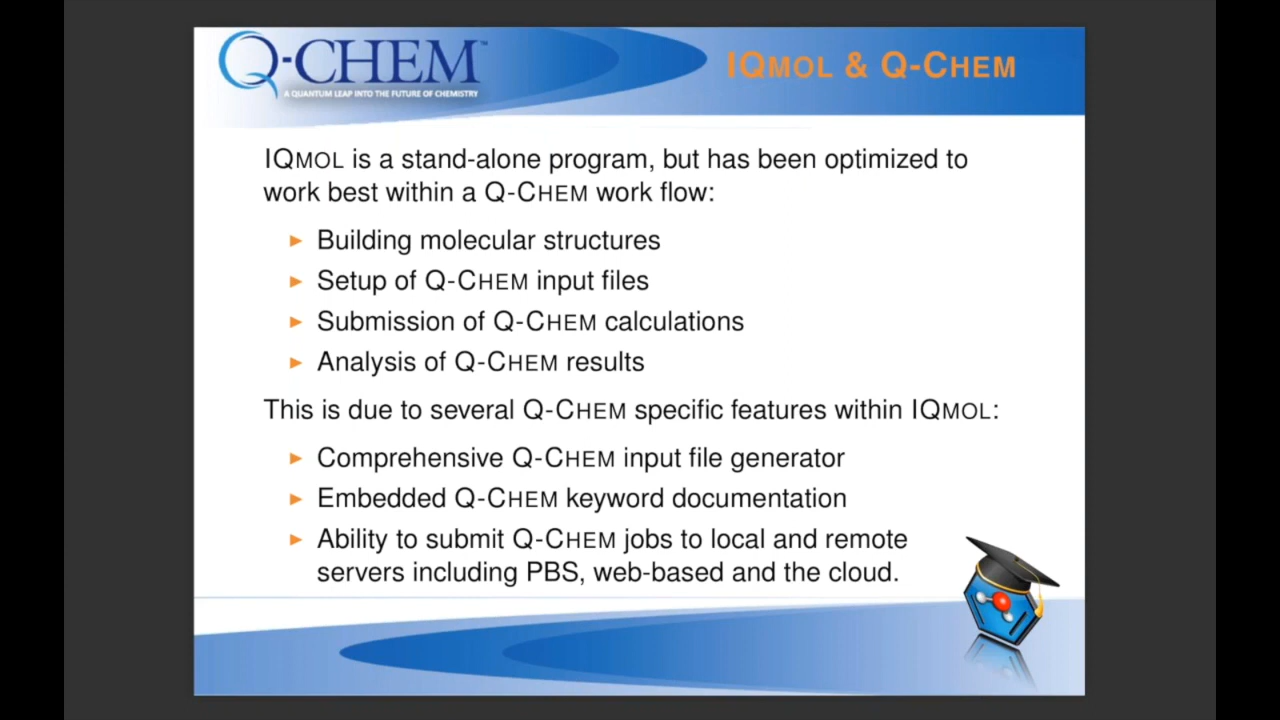 Q-CHEM™
A QUANTUM LEAP INTO THE FUTURE OF CHEMISTRY
IQMOL & Q-CHEM
IQMOL is a stand-alone program, but has been optimized to
work best within a Q-CHEM work flow:
► Building molecular structures
► Setup of Q-CHEM input files
► Submission of Q-CHEM calculations
► Analysis of Q-CHEM results
This is due to several Q-CHEM specific features within IQMOL:
► Comprehensive Q-CHEM input file generator
► Embedded Q-CHEM keyword documentation
► Ability to submit Q-CHEM jobs to local and remote
servers including PBS, web-based and the cloud.